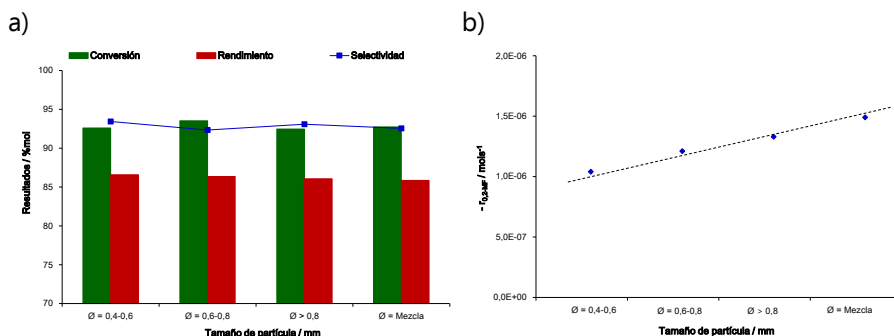 a)
Conversión
Rendimiento
Selectividad
Resultados / %mol
100
95
90
85
80
75
70
Ø = 0,4-0,6
Ø = 0,6-0,8
Ø > 0,8
Ø = Mezcla
Tamaño de partícula / mm
b)
- r0,2-MF / mols-1
2,0E-06
1,5E-06
1,0E-06
5,0E-07
0,0E+00
Ø = 0,4-0,6
Ø = 0,6-0,8
Ø > 0,8
Ø = Mezcla
Tamaño de partícula / mm